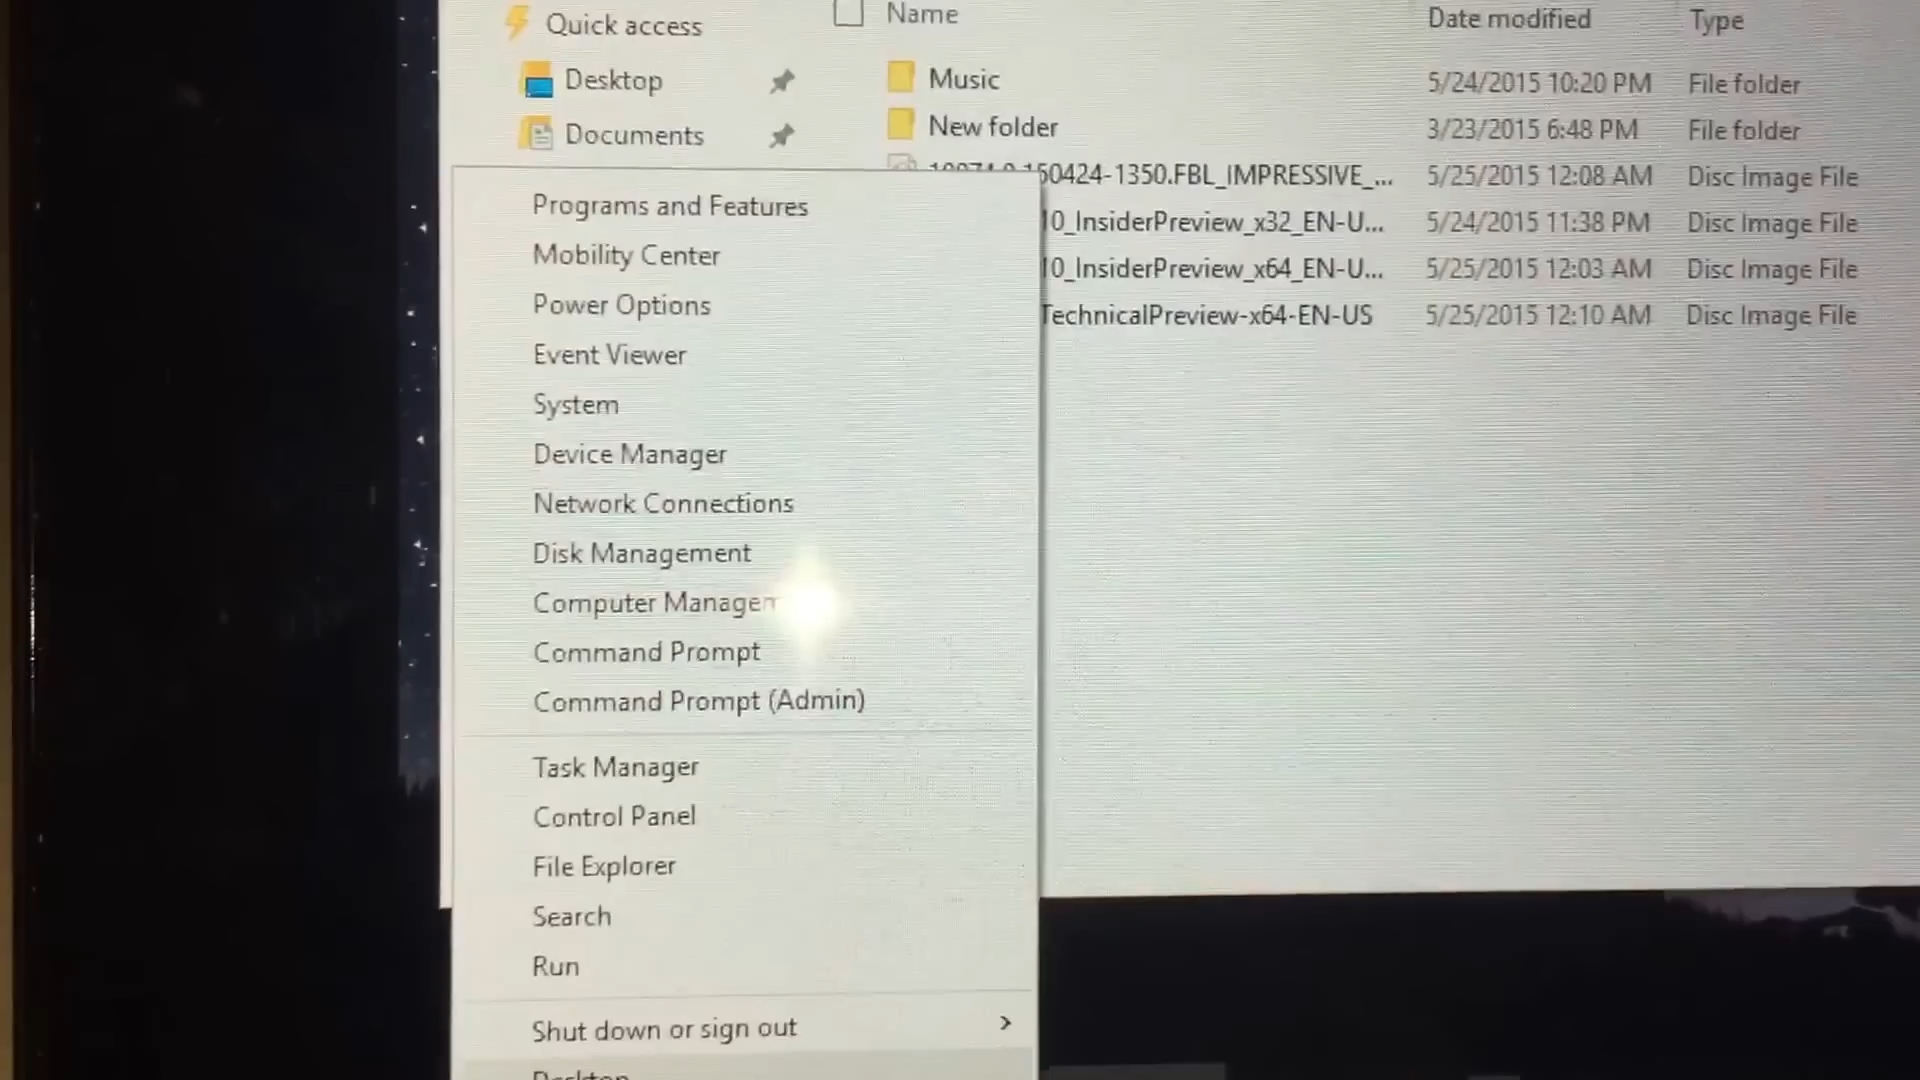 Quick access
Name
Date modified
Type
Desktop
Music
5/24/2015 10:20 PM
File folder
Documents
New folder
3/23/2015 6:48 PM
File folder
50424-1350.FBL_IMPRESSIVE_...
5/25/2015 12:08 AM
Disc Image File
10_InsiderPreview_x32_EN-U...
5/24/2015 11:38 PM
Disc Image File
10_InsiderPreview_x64_EN-U...
5/25/2015 12:03 AM
Disc Image File
TechnicalPreview-x64-EN-US
5/25/2015 12:10 AM
Disc Image File
Programs and Features
Mobility Center
Power Options
Event Viewer
System
Device Manager
Network Connections
Disk Management
Computer Managem
Command Prompt
Command Prompt (Admin)
Task Manager
Control Panel
File Explorer
Search
Run
Shut down or sign out
Desktop